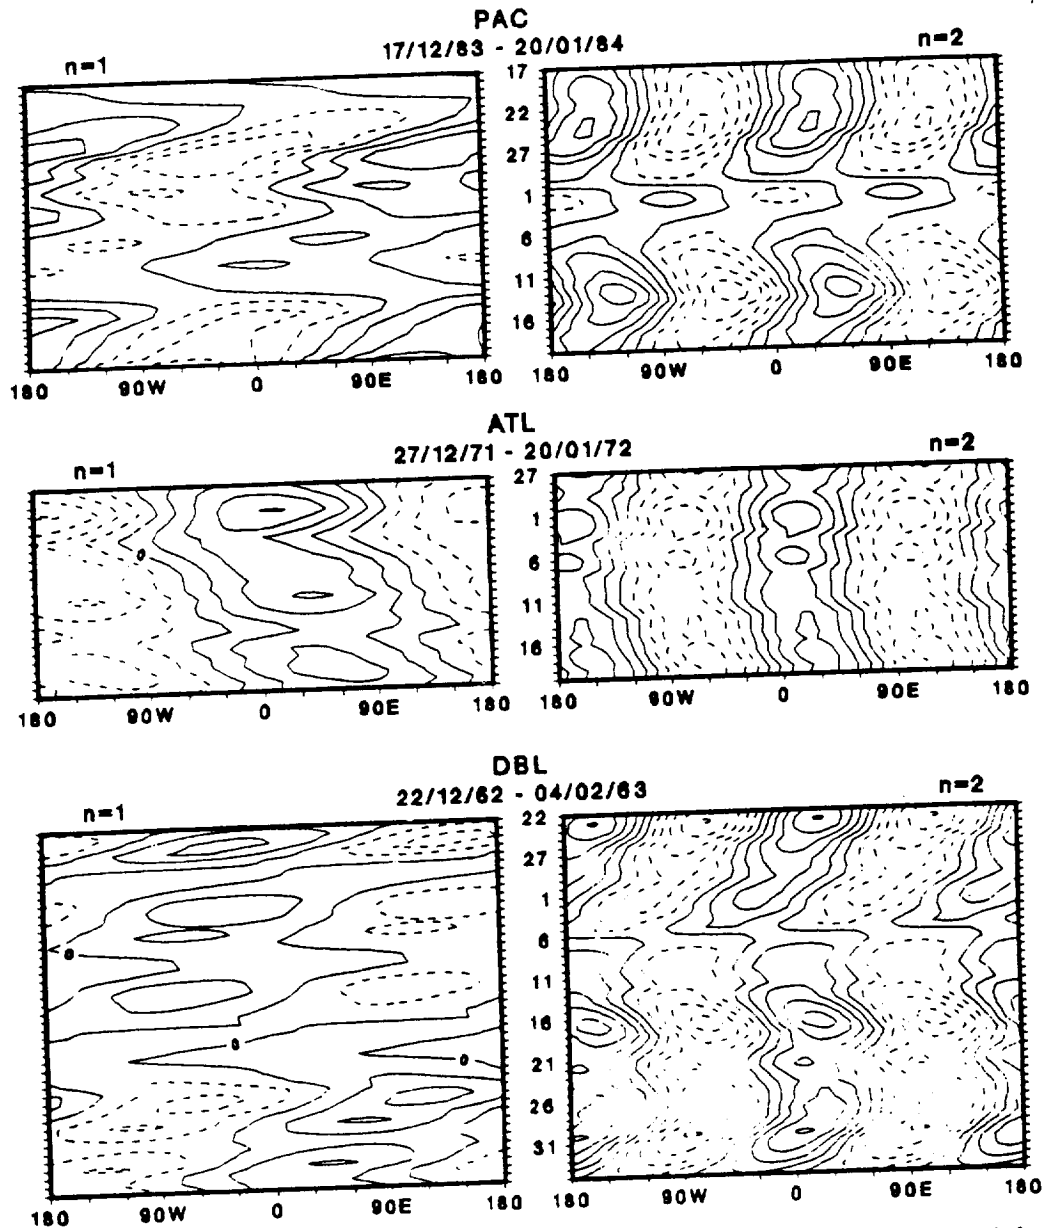 PAC
17/12/83 - 20/01/84
n=1
n=2
17
22
27
1
6
11
16
180 90W 0 90E 180
180 90W 0 90E 180
ATL
27/12/71 - 20/01/72
n=1
n=2
27
1
6
11
16
0
180 90W 0 90E 180
180 90W 0 90E 180
DBL
22/12/62 - 04/02/63
n=1
n=2
22
27
1
6
11
16
21
26
31
0
0
0
180 90W 0 90E 180
180 90W 0 90E 180